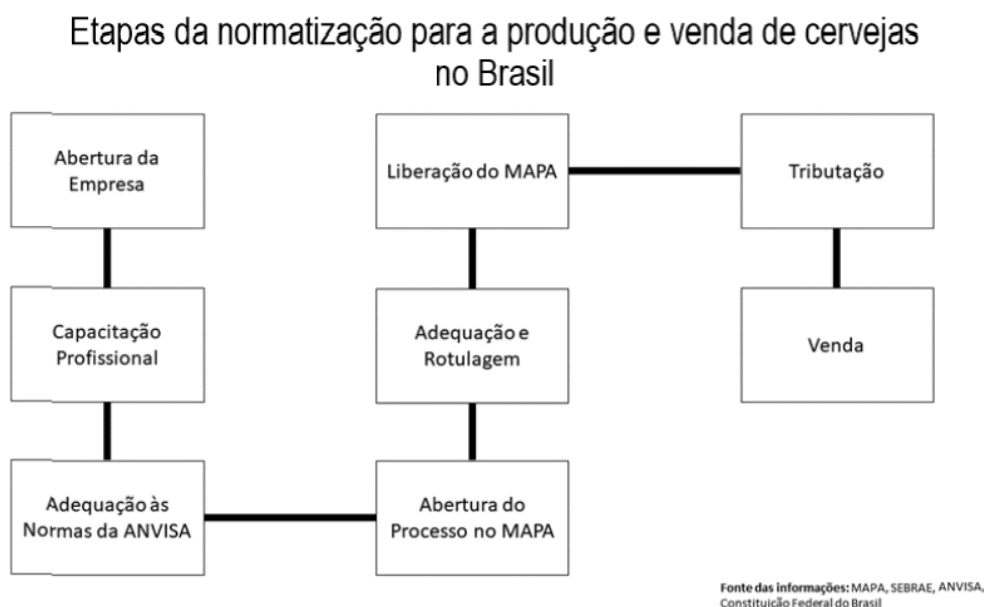 Etapas da normatização para a produção e venda de cervejas
no Brasil
Abertura da
Empresa
Capacitação
Profissional
Adequação às
Normas da ANVISA
Abertura do
Processo no MAPA
Adequação e
Rotulagem
Liberação do MAPA
Tributação
Venda
Fonte das informações: MAPA, SEBRAE, ANVISA,
Constituição Federal do Brasil